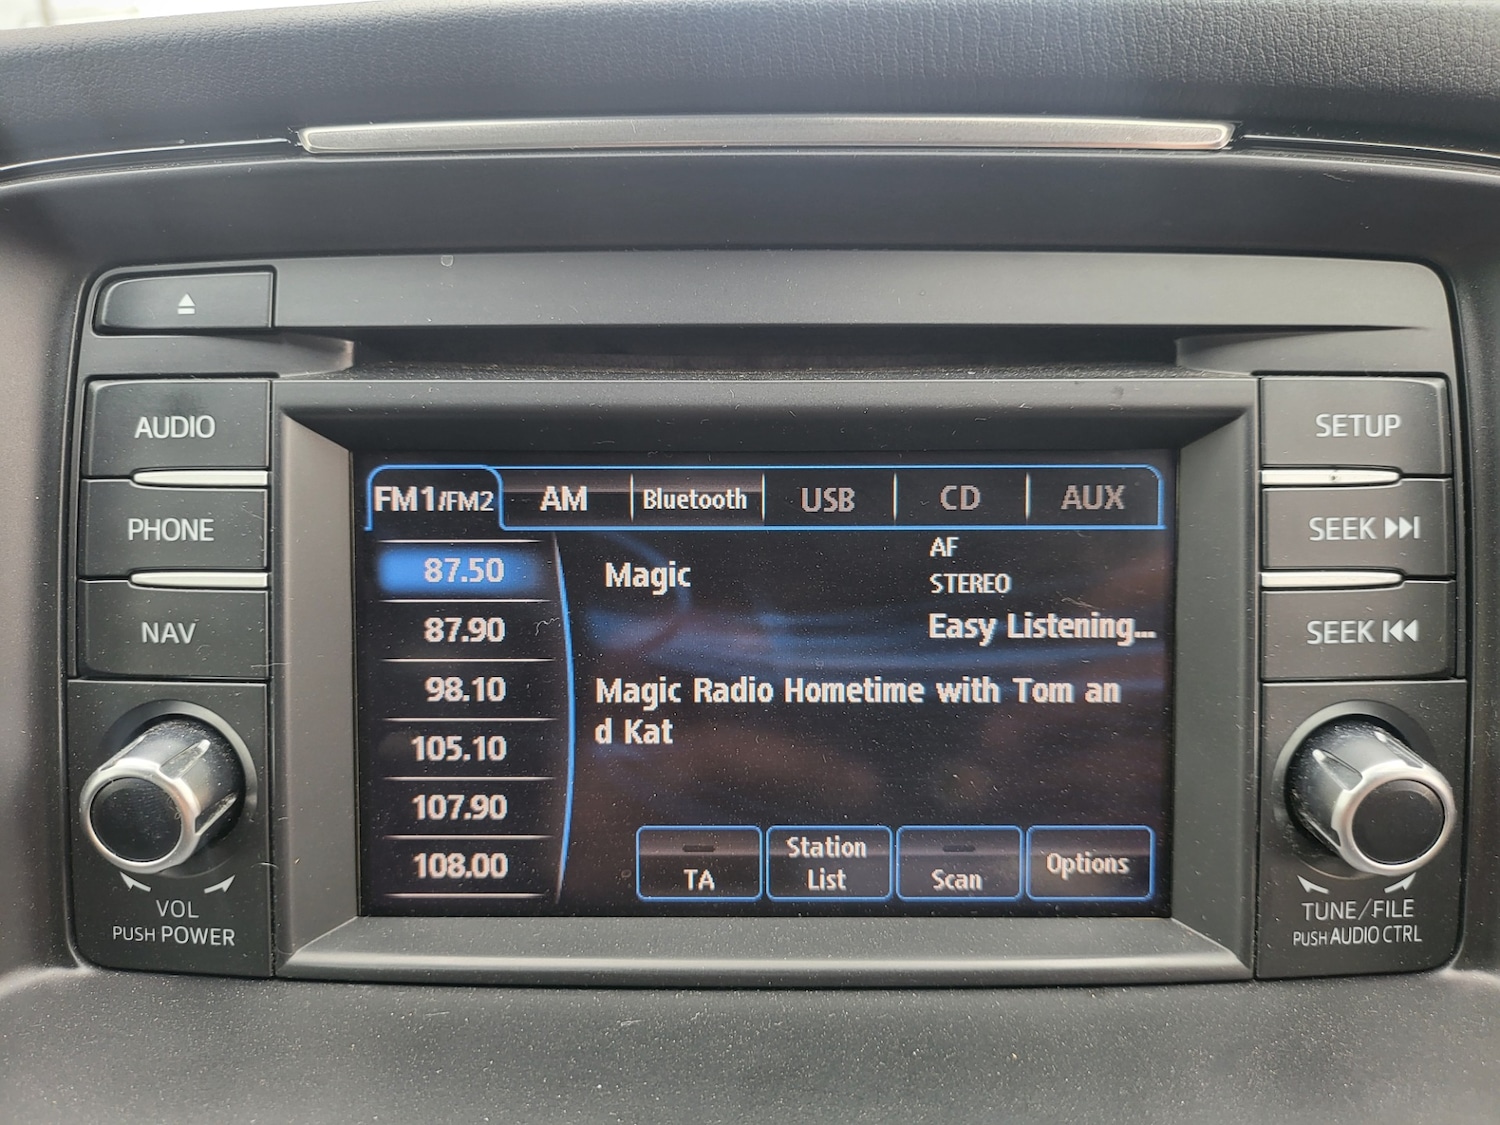 AUDIO
PHONE
NAV
VOL
PUSH POWER
FM1/FM2 AM Bluetooth USB CD AUX
87.50
87.90
98.10
105.10
107.90
108.00
Magic
AF
STEREO
Easy Listening...
Magic Radio Hometime with Tom an
d Kat
TA
Station
List
Scan
Options
SETUP
SEEK
SEEK
TUNE/FILE
PUSH AUDIO CTRL